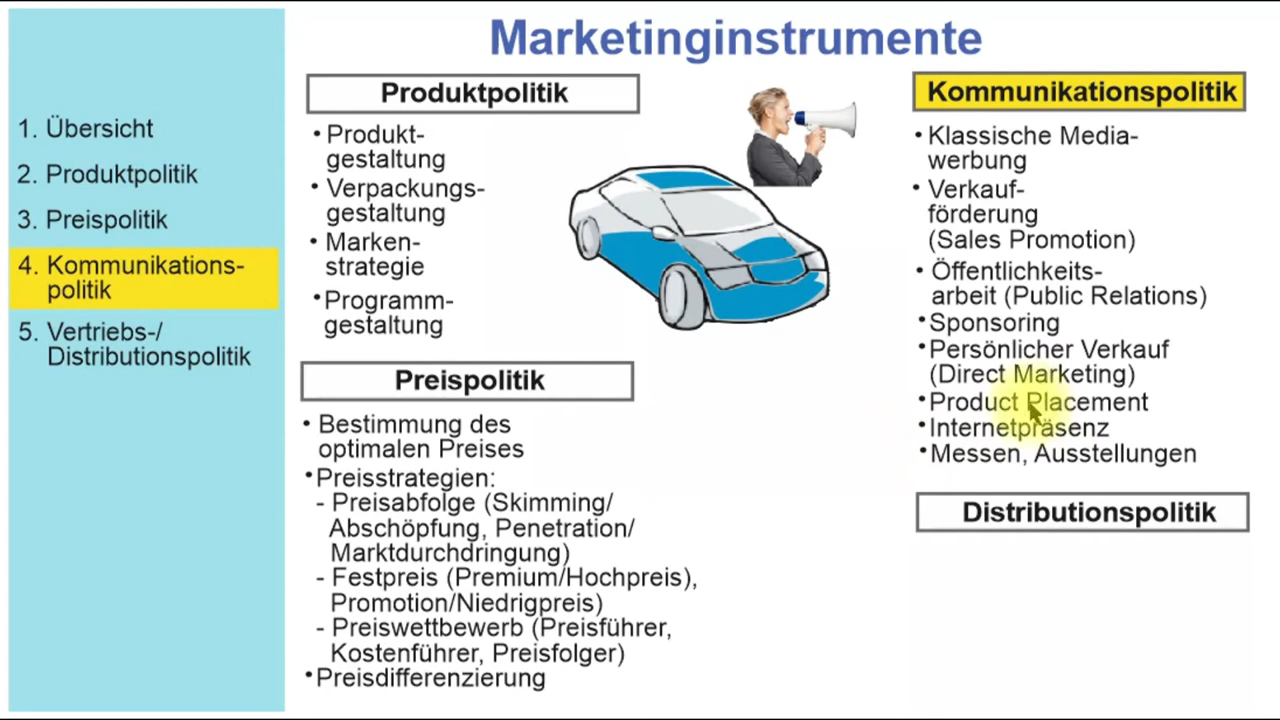 Marketinginstrumente
1. Übersicht
2. Produktpolitik
3. Preispolitik
4. Kommunikations-
politik
5. Vertriebs-/
Distributionspolitik
Produktpolitik
• Produkt-
gestaltung
• Verpackungs-
gestaltung
• Marken-
strategie
• Programm-
gestaltung
Preispolitik
• Bestimmung des
optimalen Preises
• Preisstrategien:
- Preisabfolge (Skimming/
Abschöpfung, Penetration/
Marktdurchdringung)
- Festpreis (Premium/Hochpreis),
Promotion/Niedrigpreis)
- Preiswettbewerb (Preisführer,
Kostenführer, Preisfolger)
• Preisdifferenzierung
Kommunikationspolitik
• Klassische Media-
werbung
• Verkauf-
förderung
(Sales Promotion)
• Öffentlichkeits-
arbeit (Public Relations)
• Sponsoring
• Persönlicher Verkauf
(Direct Marketing)
• Product Placement
• Internetpräsenz
• Messen, Ausstellungen
Distributionspolitik